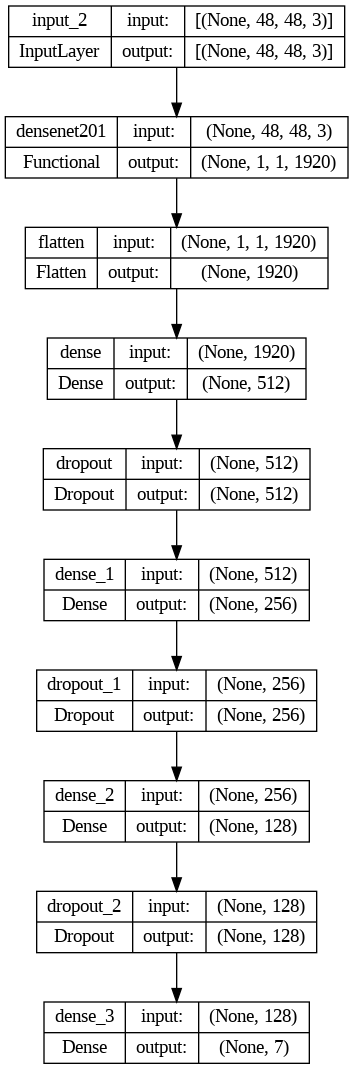 input_2 input: [(None, 48, 48, 3)]
InputLayer output: [(None, 48, 48, 3)]
densenet201 input: (None, 48, 48, 3)
Functional output: (None, 1, 1, 1920)
flatten input: (None, 1, 1, 1920)
Flatten output: (None, 1920)
dense input: (None, 1920)
Dense output: (None, 512)
dropout input: (None, 512)
Dropout output: (None, 512)
dense_1 input: (None, 512)
Dense output: (None, 256)
dropout_1 input: (None, 256)
Dropout output: (None, 256)
dense_2 input: (None, 256)
Dense output: (None, 128)
dropout_2 input: (None, 128)
Dropout output: (None, 128)
dense_3 input: (None, 128)
Dense output: (None, 7)